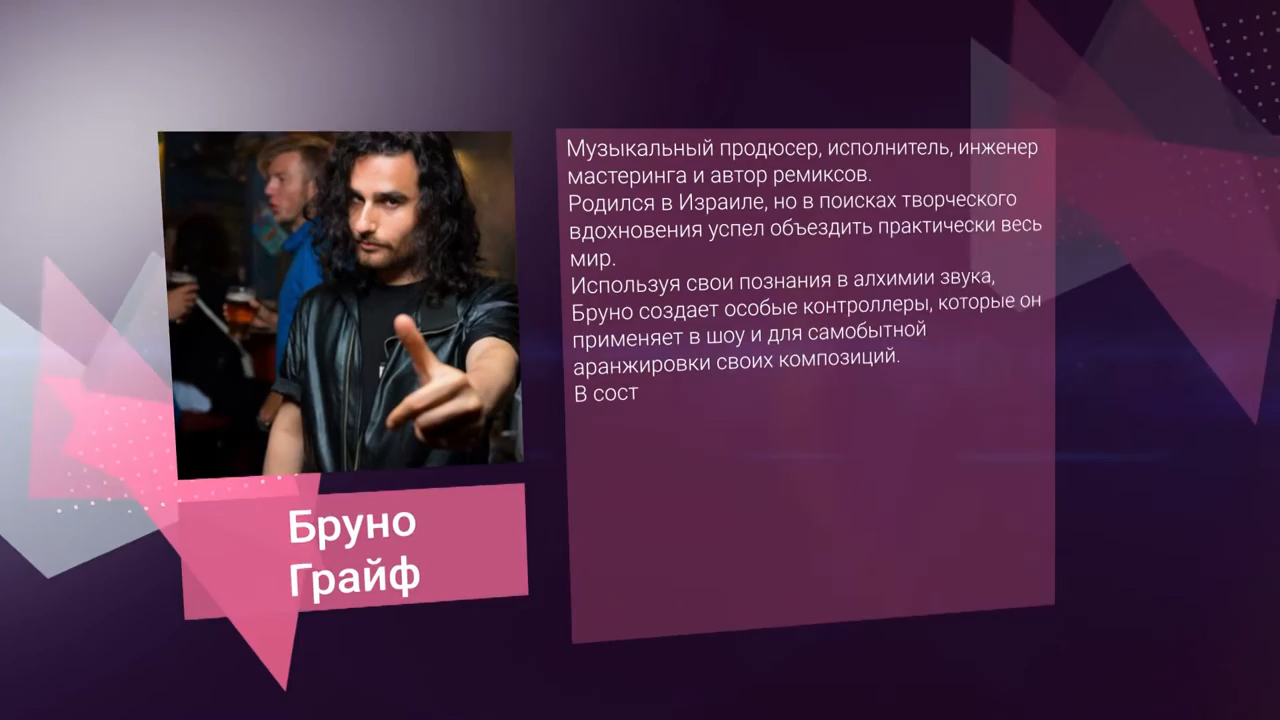 Музыкальный продюсер, исполнитель, инженер
мастеринга и автор ремиксов.
Родился в Израиле, но в поисках творческого
вдохновения успел объездить практически весь
мир.
Используя свои познания в алхимии звука,
Бруно создает особые контроллеры, которые он
применяет в шоу и для самобытной
аранжировки своих композиций.
В сост
Бруно
Грайф